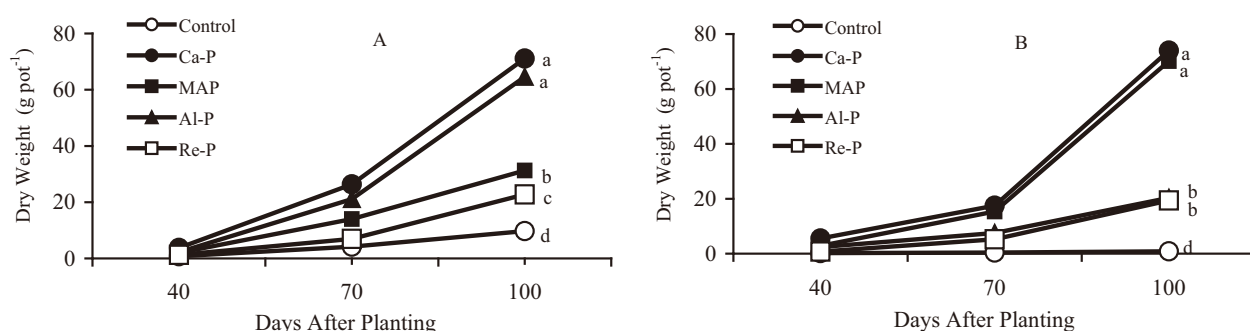 A
Control
Ca-P
MAP
Al-P
Re-P
Dry Weight (g pot-1)
80
60
40
20
0
a
a
b
c
d
40 70 100
Days After Planting
B
Control
Ca-P
MAP
Al-P
Re-P
Dry Weight (g pot-1)
80
60
40
20
0
a
a
b
b
d
40 70 100
Days After Planting